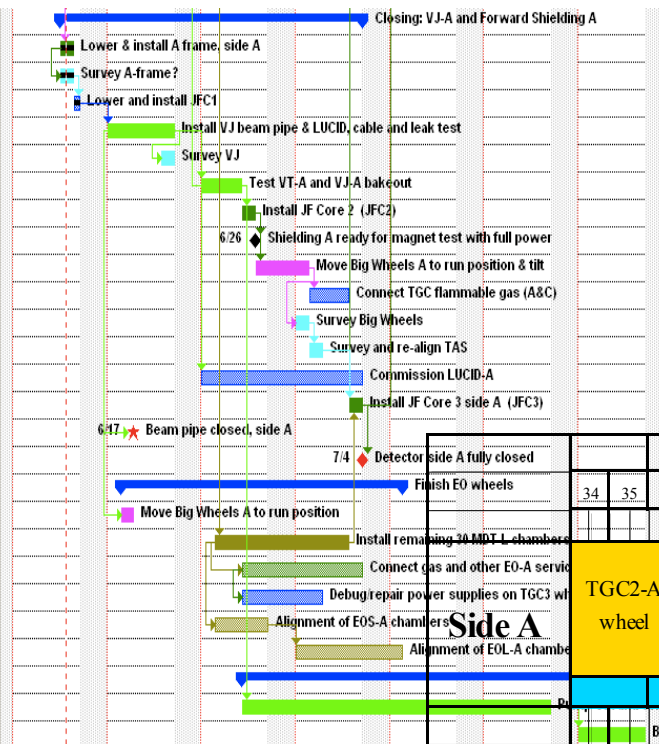 Closing: VJ-A and Forward Shielding A
Lower & install A frame, side A
Survey A-frame?
Lower and install JFC1
Install VJ beam pipe & LUCID, cable and leak test
Survey VJ
Test VT-A and VJ-A bakeout
Install JF Core 2 (JFC2)
6/26 Shielding A ready for magnet test with full power
Move Big Wheels A to run position & tilt
Connect TGC flammable gas (A&C)
Survey Big Wheels
Survey and re-align TAS
Commission LUCID-A
Install JF Core 3 side A (JFC3)
6/17 Beam pipe closed, side A
7/4 Detector side A fully closed
Finish EO wheels
34 35
Move Big Wheels A to run position
Install remaining 30 MDT-L chambers
Connect gas and other EO-A servic
Debug/repair power supplies on TGC3 wh
TGC2-A
wheel
Alignment of EOS-A chambers
Side A
Alignment of EOL-A chambe
B